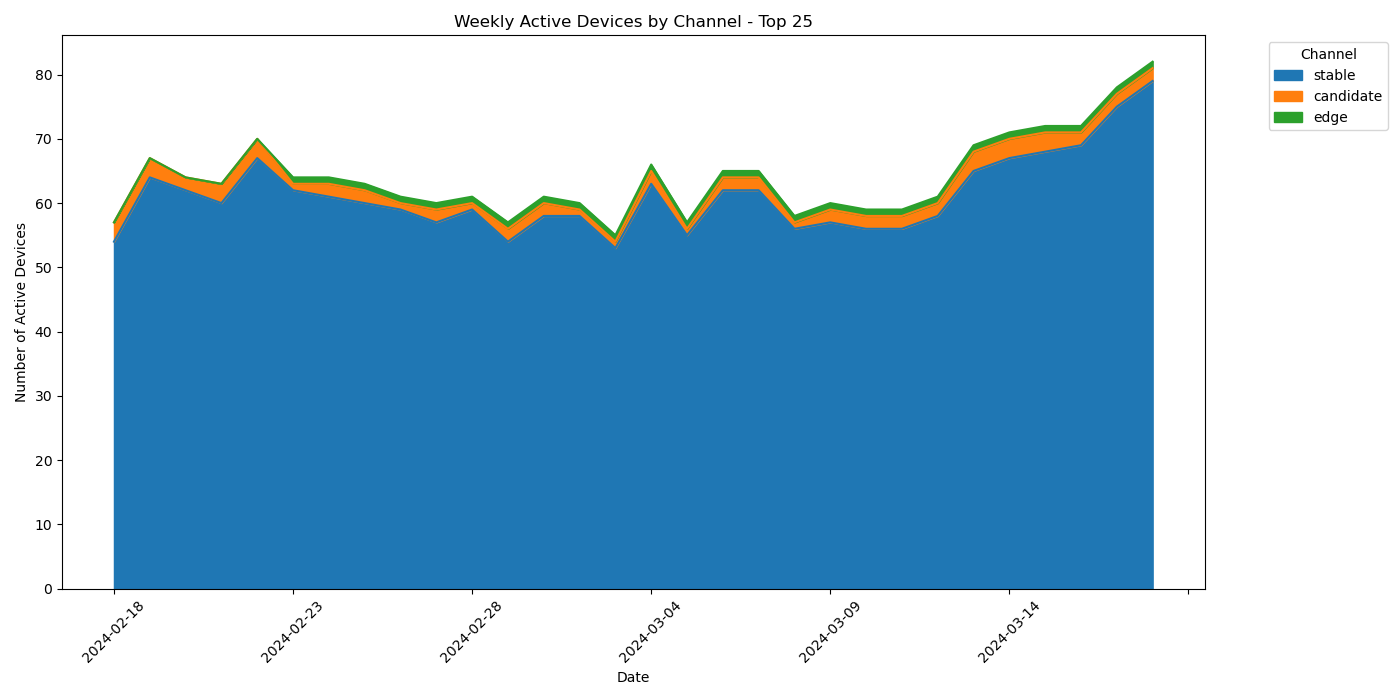 Weekly Active Devices by Channel - Top 25
Channel
stable
candidate
edge
Number of Active Devices
80
70
60
50
40
30
20
10
0
2024-02-18
2024-02-23
2024-02-28
2024-03-04
2024-03-09
2024-03-14
Date